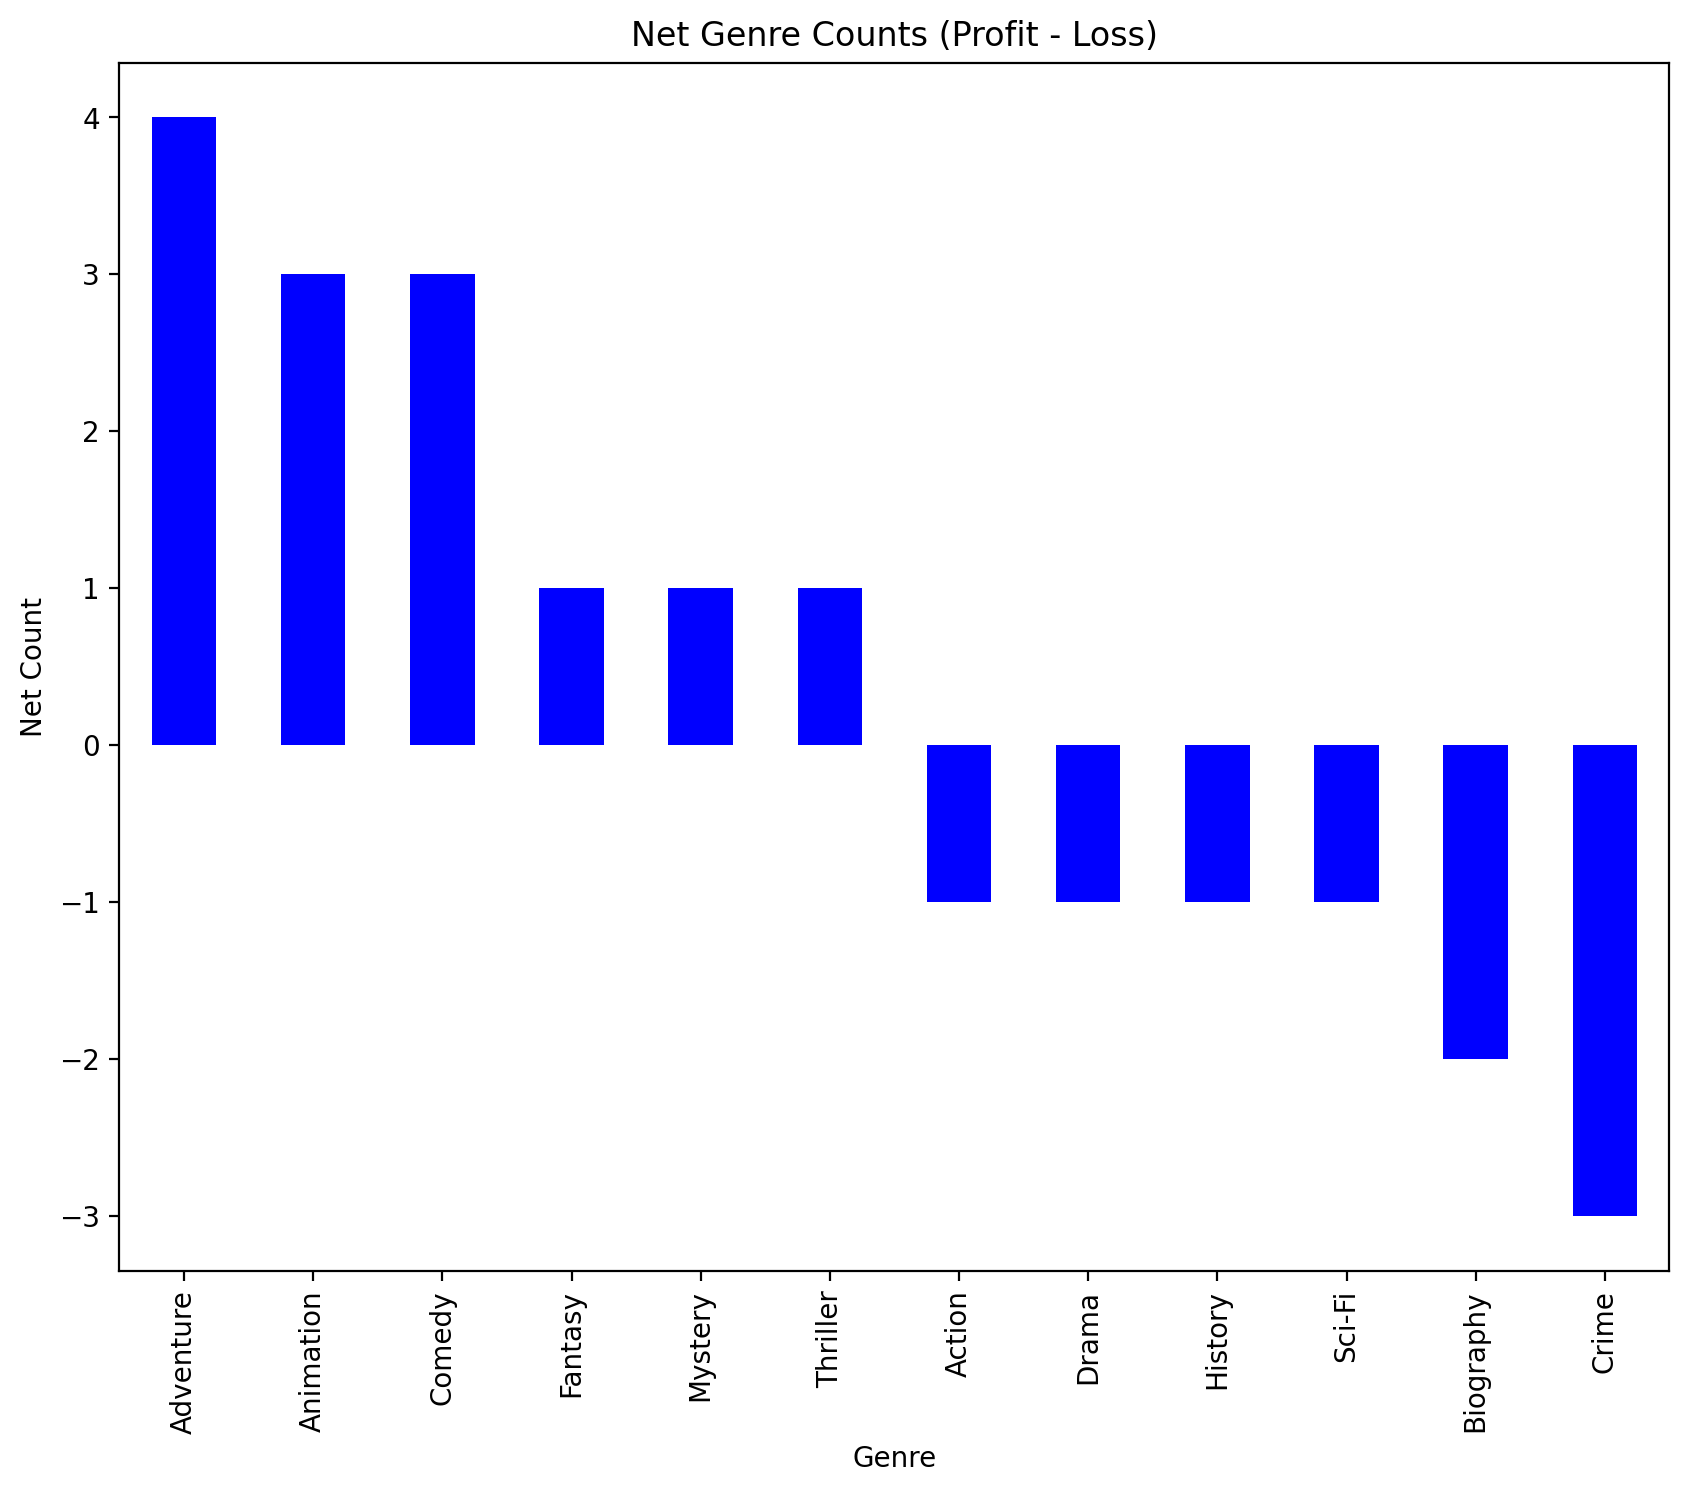 Net Genre Counts (Profit - Loss)
4
3
2
1
0
−1
−2
−3
Net Count
Adventure
Animation
Comedy
Fantasy
Mystery
Thriller
Action
Drama
History
Sci-Fi
Biography
Crime
Genre